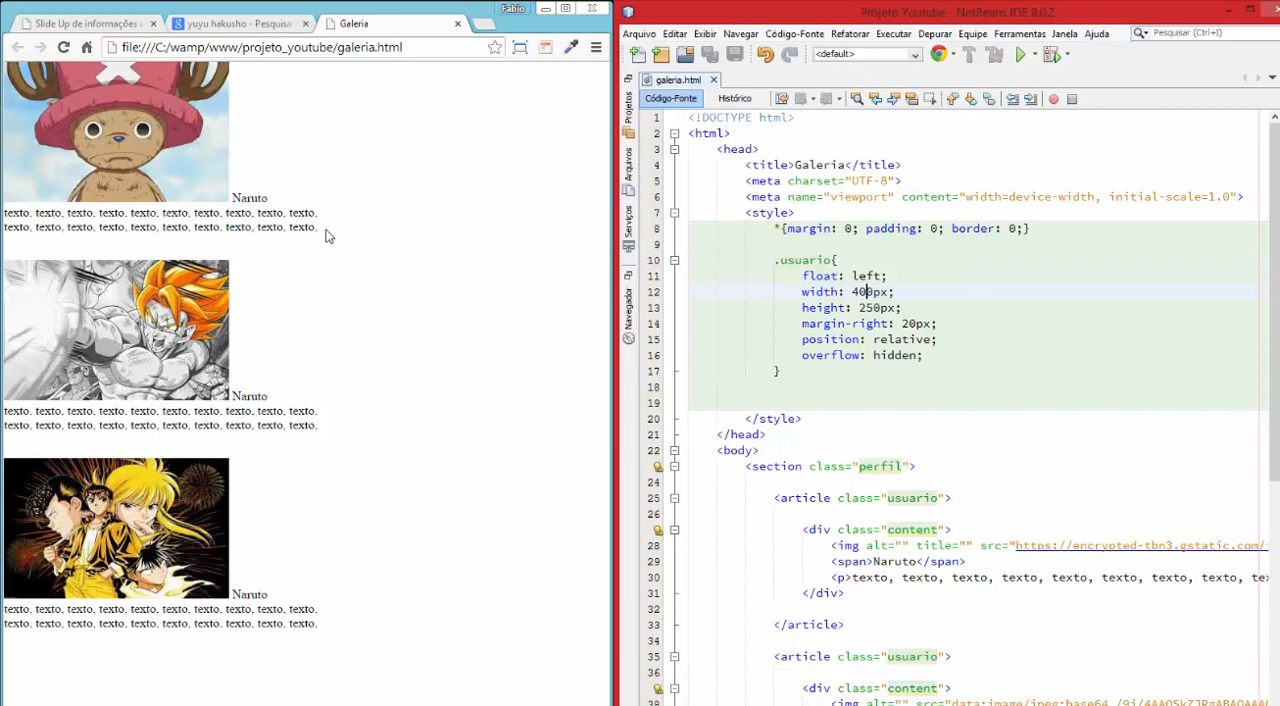 Fabio
Slide Up de informações
yuyu hakusho - Pesquisa
Galeria
file:///C:/wamp/www/projeto_youtube/galeria.html
Naruto
texto, texto, texto, texto, texto, texto, texto, texto, texto, texto,
texto, texto, texto, texto, texto, texto, texto, texto, texto, texto,
Naruto
texto, texto, texto, texto, texto, texto, texto, texto, texto, texto,
texto, texto, texto, texto, texto, texto, texto, texto, texto, texto,
Naruto
texto, texto, texto, texto, texto, texto, texto, texto, texto, texto,
texto, texto, texto, texto, texto, texto, texto, texto, texto, texto,
Projeto Youtube - NetBeans IDE 8.0.2
Arquivo Editar Exibir Navegar Código-Fonte Refatorar Executar Depurar Equipe Ferramentas Janela Ajuda
Pesquisar (Ctrl+I)
<default>
galeria.html
Código-Fonte Histórico
Projetos
Arquivos
Serviços
Navegador
1 <!DOCTYPE html>
2 <html>
3 <head>
4 <title>Galeria</title>
5 <meta charset="UTF-8">
6 <meta name="viewport" content="width=device-width, initial-scale=1.0">
7 <style>
8 *{margin: 0; padding: 0; border: 0;}
9
10 .usuario{
11 float: left;
12 width: 400px;
13 height: 250px;
14 margin-right: 20px;
15 position: relative;
16 overflow: hidden;
17 }
18
19
20 </style>
21 </head>
22 <body>
23 <section class="perfil">
24
25 <article class="usuario">
26
27 <div class="content">
28 <img alt="" title="" src="https://encrypted-tbn3.gstatic.com/
29 <span>Naruto</span>
30 <p>texto, texto, texto, texto, texto, texto, texto, texto, te
31 </div>
32
33 </article>
34
35 <article class="usuario">
36
37 <div class="content">
38 <img alt="" src="data:image/jpeg;base64,/9j/4AAQSkZJRgABAQAAA